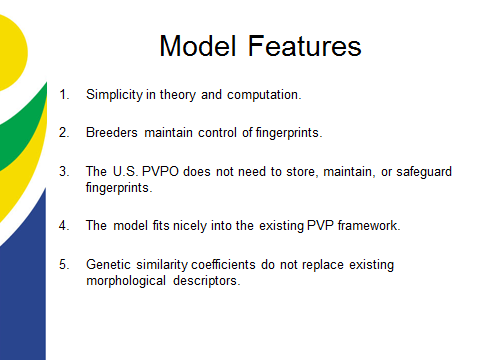 Model Features
1. Simplicity in theory and computation.
2. Breeders maintain control of fingerprints.
3. The U.S. PVPO does not need to store, maintain, or safeguard
fingerprints.
4. The model fits nicely into the existing PVP framework.
5. Genetic similarity coefficients do not replace existing
morphological descriptors.